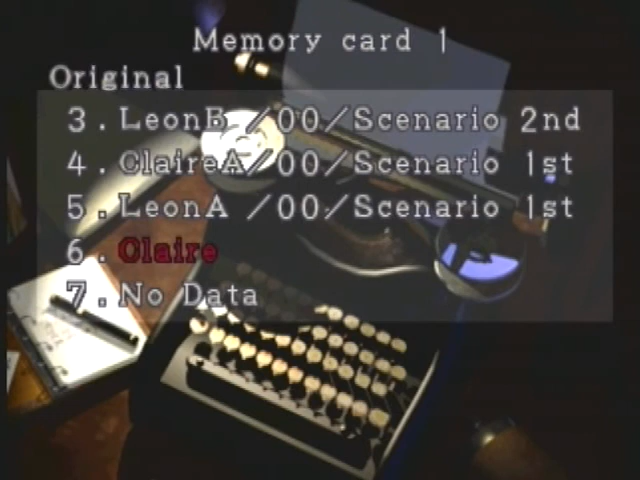 Memory card 1
Original
3. LeonB /00/Scenario 2nd
4. ClaireA/00/Scenario 1st
5. LeonA /00/Scenario 1st
6. Claire
7. No Data